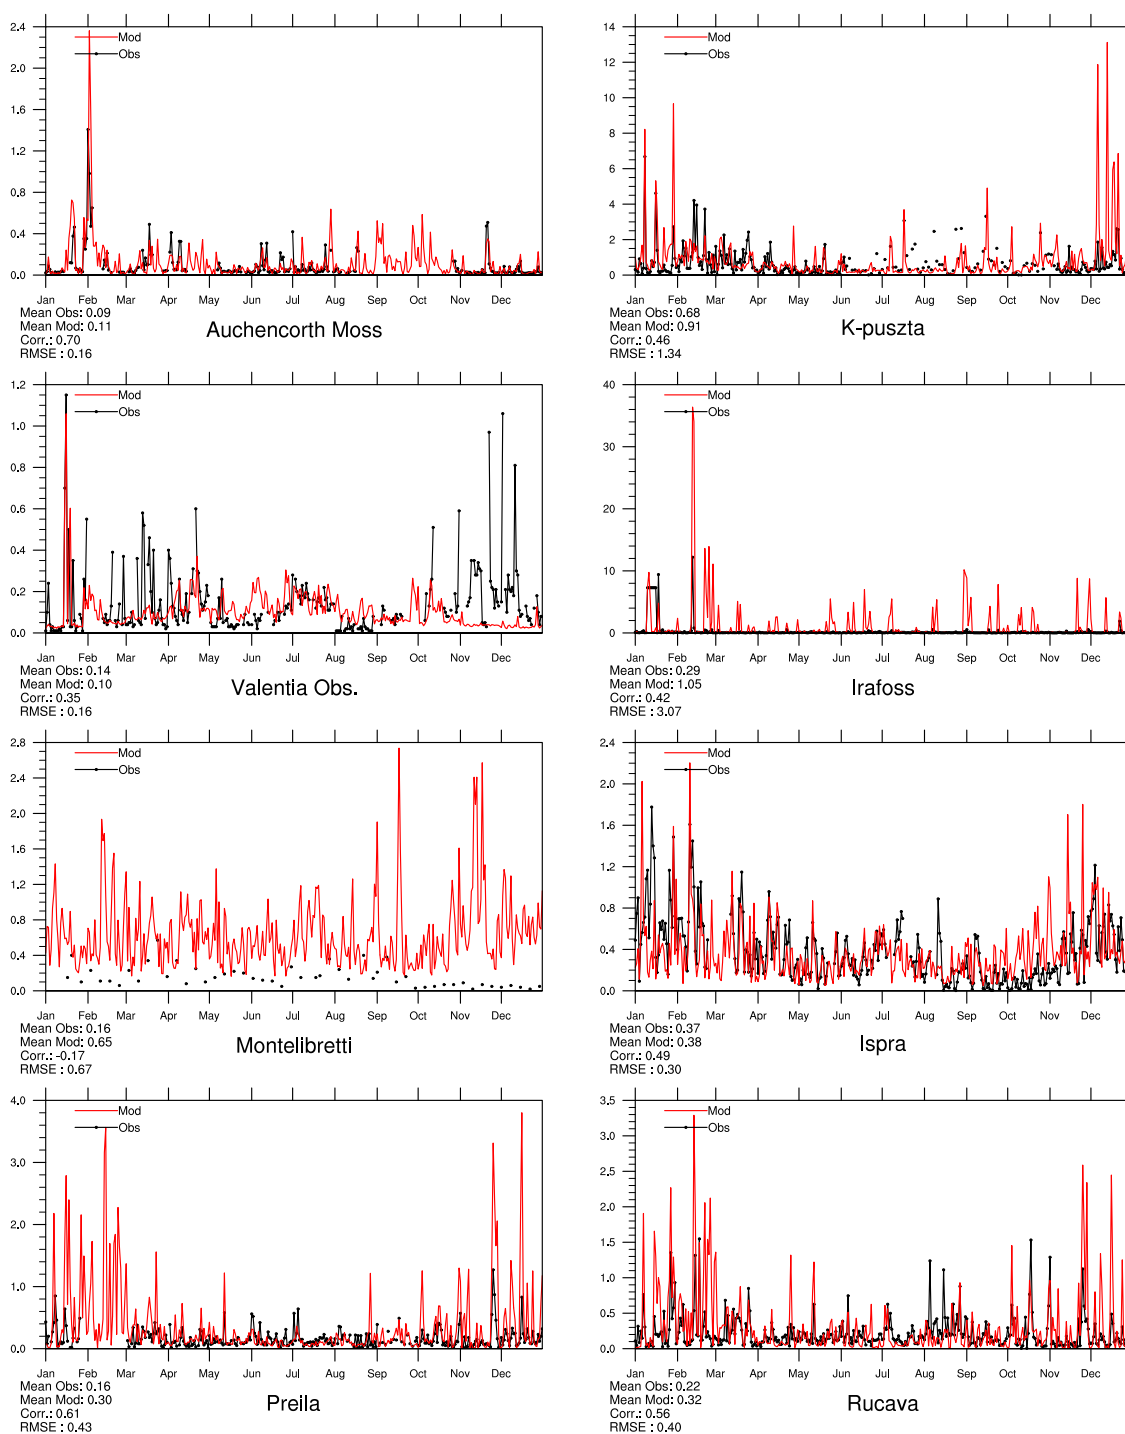 2.4
2.0
1.6
1.2
0.8
0.4
0.0
Mod
Obs
Jan Feb Mar Apr May Jun Jul Aug Sep Oct Nov Dec
Mean Obs: 0.09
Mean Mod: 0.11
Corr.: 0.70
RMSE : 0.16
Auchencorth Moss
14
12
10
8
6
4
2
0
Mod
Obs
Jan Feb Mar Apr May Jun Jul Aug Sep Oct Nov Dec
Mean Obs: 0.68
Mean Mod: 0.91
Corr.: 0.46
RMSE : 1.34
K-puszta
1.2
1.0
0.8
0.6
0.4
0.2
0.0
Mod
Obs
Jan Feb Mar Apr May Jun Jul Aug Sep Oct Nov Dec
Mean Obs: 0.14
Mean Mod: 0.10
Corr.: 0.35
RMSE : 0.16
Valentia Obs.
40
30
20
10
0
Mod
Obs
Jan Feb Mar Apr May Jun Jul Aug Sep Oct Nov Dec
Mean Obs: 0.29
Mean Mod: 1.05
Corr.: 0.42
RMSE : 3.07
Irafoss
2.8
2.4
2.0
1.6
1.2
0.8
0.4
0.0
Mod
Obs
Jan Feb Mar Apr May Jun Jul Aug Sep Oct Nov Dec
Mean Obs: 0.16
Mean Mod: 0.65
Corr.: -0.17
RMSE : 0.67
Montelibretti
2.4
2.0
1.6
1.2
0.8
0.4
0.0
Mod
Obs
Jan Feb Mar Apr May Jun Jul Aug Sep Oct Nov Dec
Mean Obs: 0.37
Mean Mod: 0.38
Corr.: 0.49
RMSE : 0.30
Ispra
4.0
3.0
2.0
1.0
0.0
Mod
Obs
Jan Feb Mar Apr May Jun Jul Aug Sep Oct Nov Dec
Mean Obs: 0.16
Mean Mod: 0.30
Corr.: 0.61
RMSE : 0.43
Preila
3.5
3.0
2.5
2.0
1.5
1.0
0.5
0.0
Mod
Obs
Jan Feb Mar Apr May Jun Jul Aug Sep Oct Nov Dec
Mean Obs: 0.22
Mean Mod: 0.32
Corr.: 0.56
RMSE : 0.40
Rucava